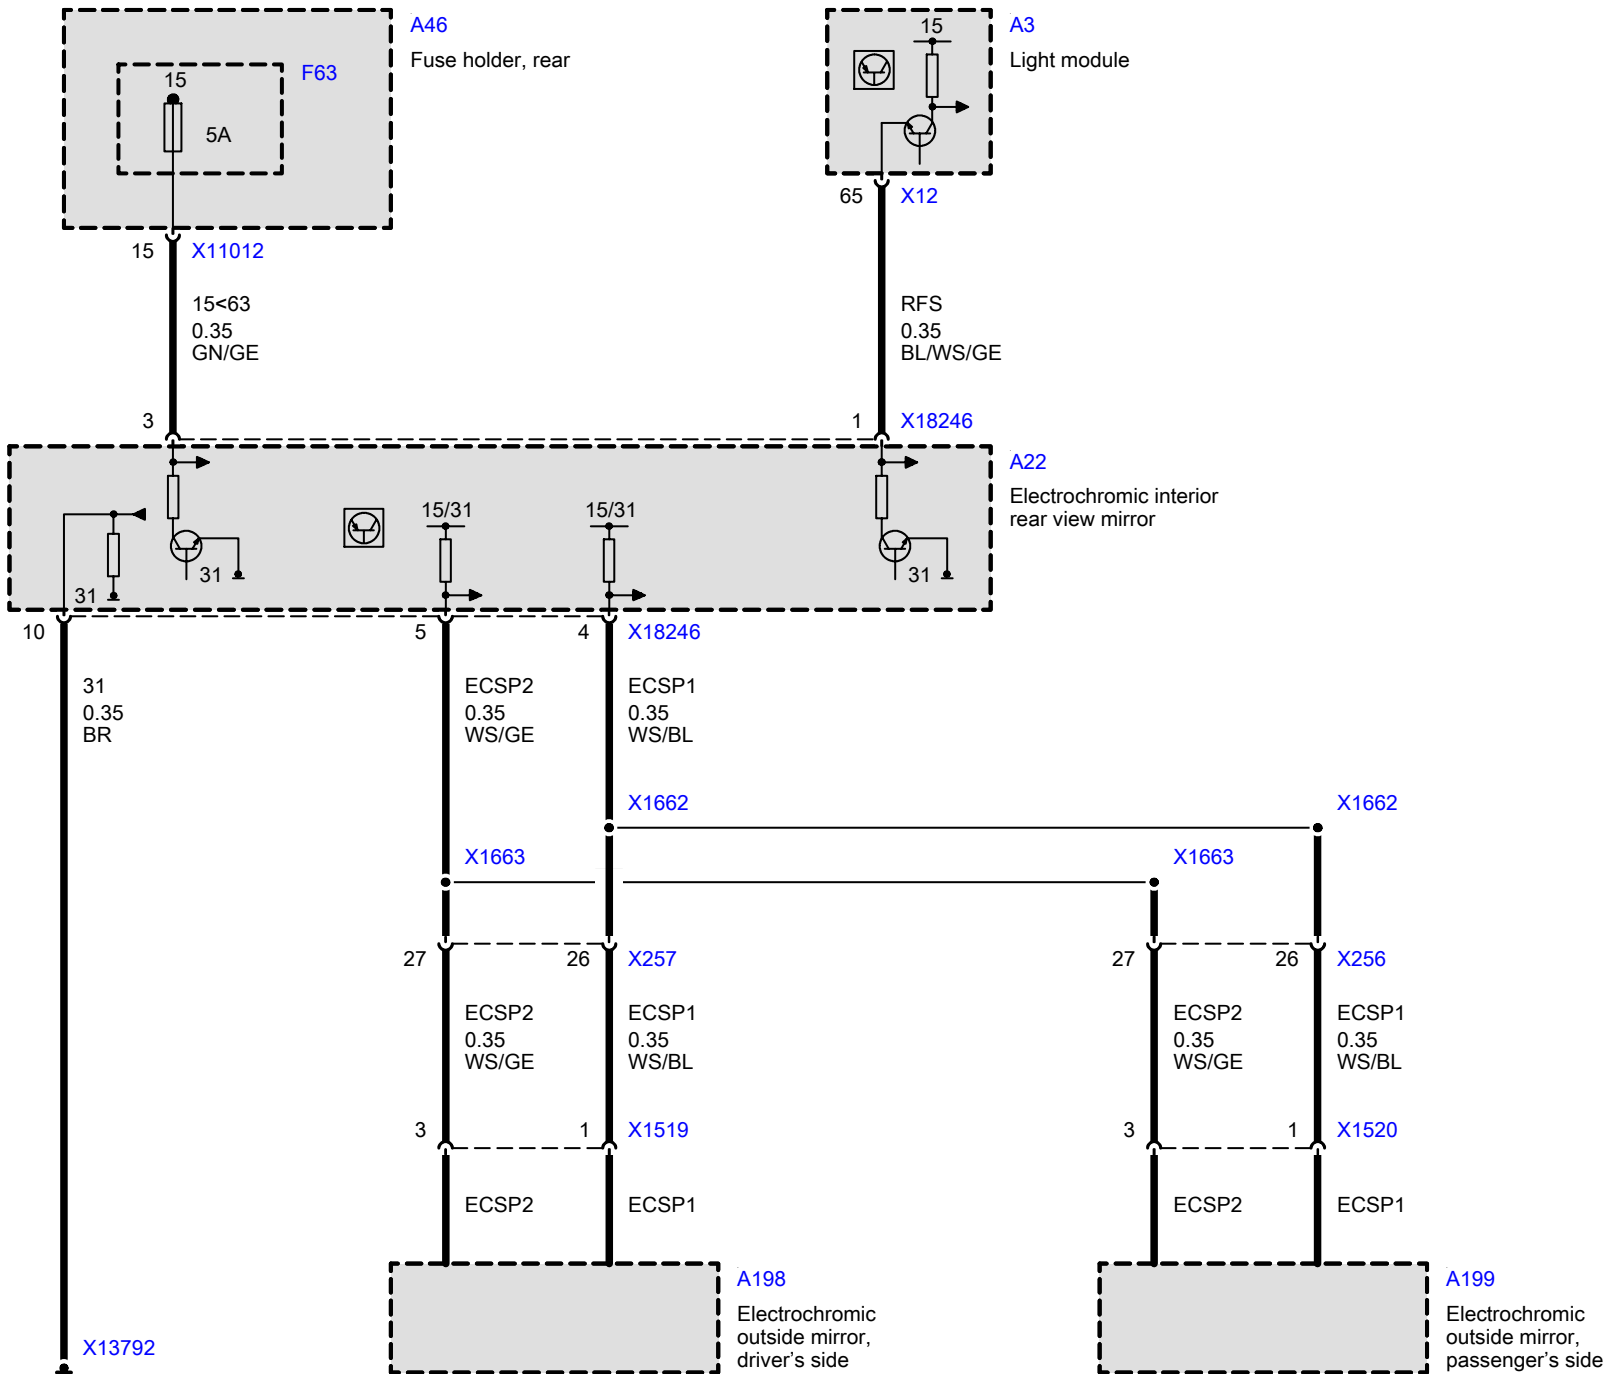 A46
Fuse holder, rear
F63
15
5A
15
X11012
15<63
0.35
GN/GE
3
15
A3
Light module
65
X12
RFS
0.35
BL/WS/GE
1
X18246
A22
Electrochromic interior
rear view mirror
31
31
15/31
15/31
31
10
5
4
X18246
31
0.35
BR
ECSP2
0.35
WS/GE
ECSP1
0.35
WS/BL
X1662
X1662
X1663
X1663
27
26
X257
27
26
X256
ECSP2
0.35
WS/GE
ECSP1
0.35
WS/BL
ECSP2
0.35
WS/GE
ECSP1
0.35
WS/BL
3
1
X1519
3
1
X1520
ECSP2
ECSP1
ECSP2
ECSP1
X13792
A198
Electrochromic
outside mirror,
driver's side
A199
Electrochromic
outside mirror,
passenger's side